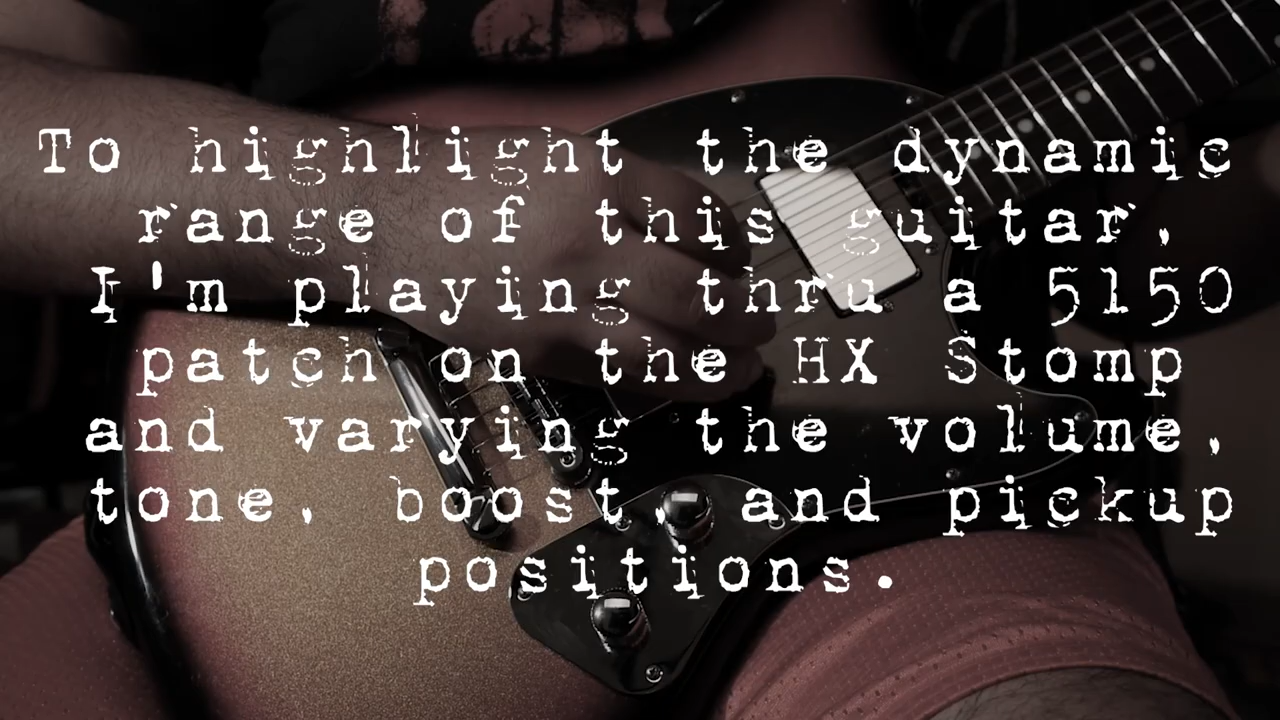 To highlight the dynamic
range of this guitar,
I'm playing thru a 5150
patch on the HX Stomp
and varying the volume,
tone, boost, and pickup
positions.